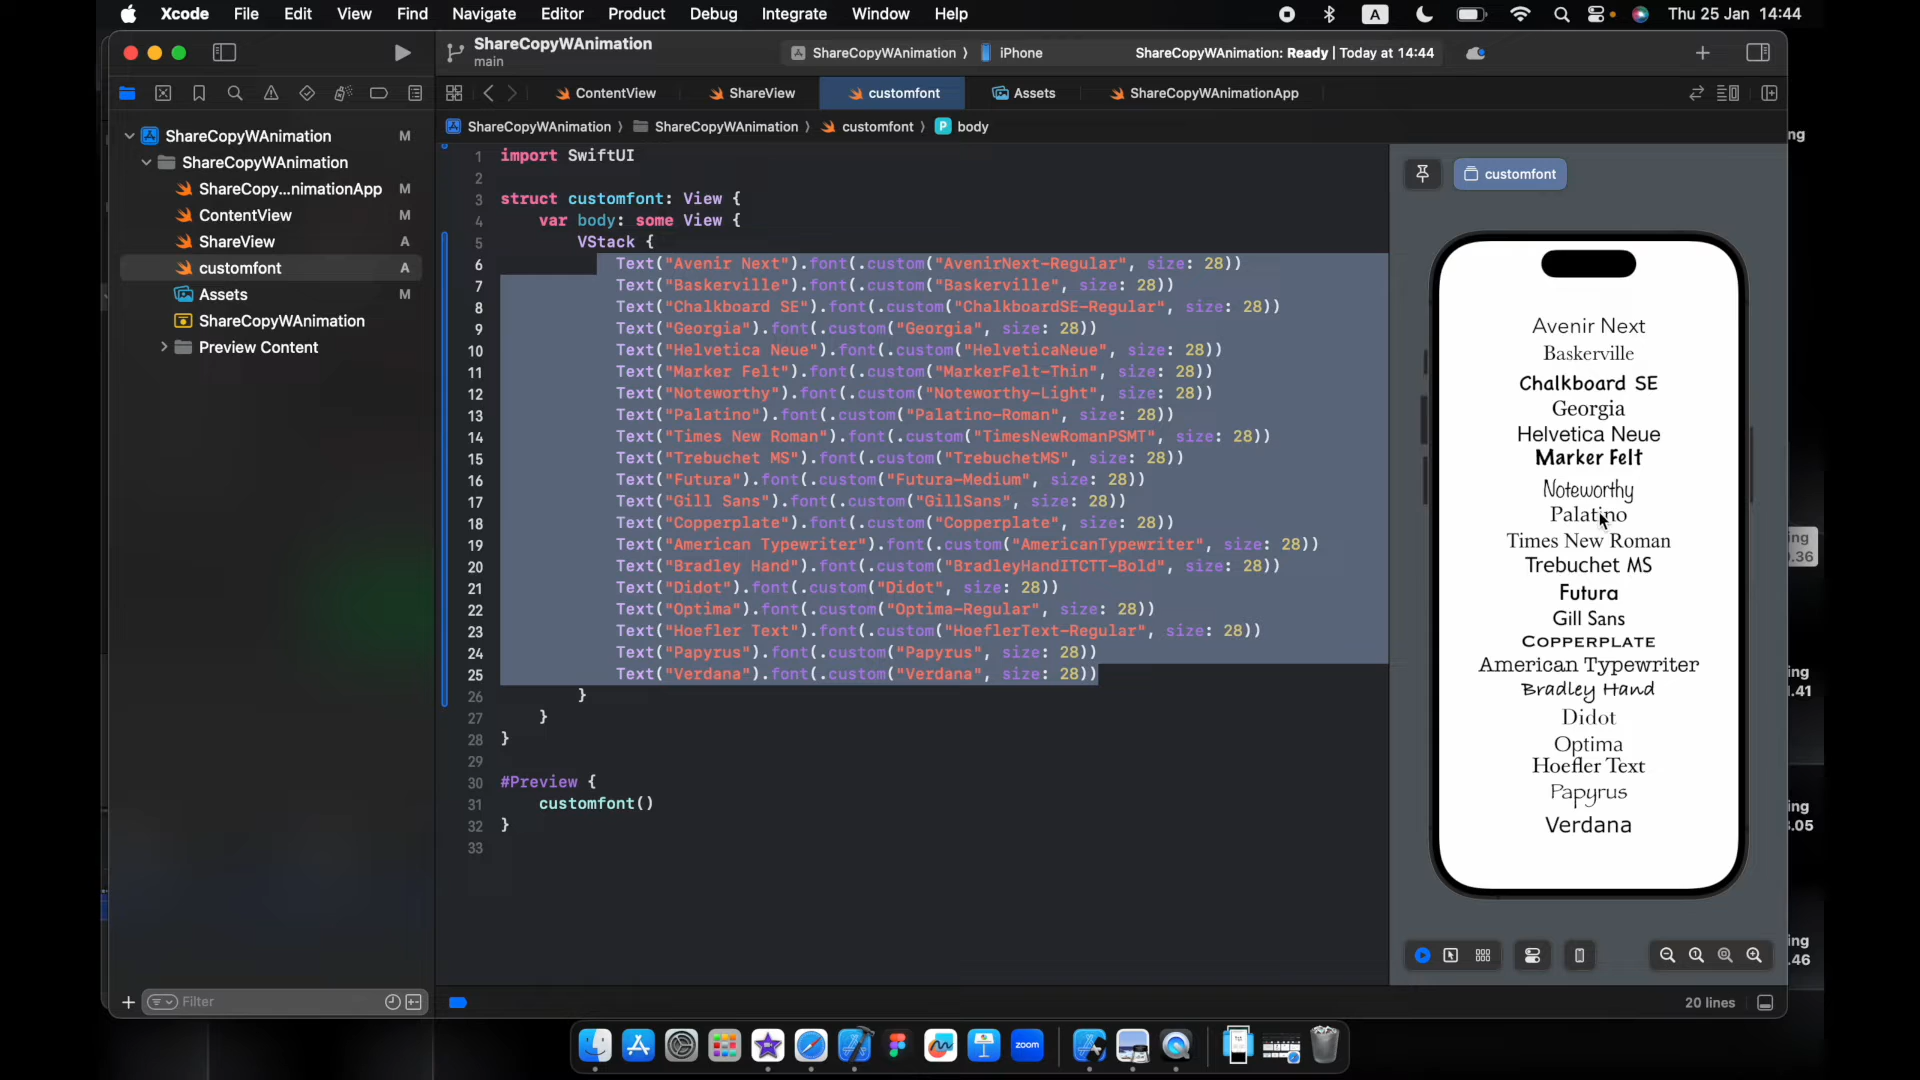 Xcode File Edit View Find Navigate Editor Product Debug Integrate Window Help A Thu 25 Jan 14:44
ShareCopyWAnimation
main
ShareCopyWAnimation 〉 iPhone
ShareCopyWAnimation: Ready | Today at 14:44
ContentView ShareView customfont Assets ShareCopyWAnimationApp
ShareCopyWAnimation 〉 ShareCopyWAnimation 〉 customfont 〉 P body
ShareCopyWAnimation M
ShareCopyWAnimation
ShareCopy...nimationApp M
ContentView M
ShareView A
customfont A
Assets M
ShareCopyWAnimation
Preview Content
1 import SwiftUI
2
3 struct customfont: View {
4 var body: some View {
5 VStack {
6 Text("Avenir Next").font(.custom("AvenirNext-Regular", size: 28))
7 Text("Baskerville").font(.custom("Baskerville", size: 28))
8 Text("Chalkboard SE").font(.custom("ChalkboardSE-Regular", size: 28))
9 Text("Georgia").font(.custom("Georgia", size: 28))
10 Text("Helvetica Neue").font(.custom("HelveticaNeue", size: 28))
11 Text("Marker Felt").font(.custom("MarkerFelt-Thin", size: 28))
12 Text("Noteworthy").font(.custom("Noteworthy-Light", size: 28))
13 Text("Palatino").font(.custom("Palatino-Roman", size: 28))
14 Text("Times New Roman").font(.custom("TimesNewRomanPSMT", size: 28))
15 Text("Trebuchet MS").font(.custom("TrebuchetMS", size: 28))
16 Text("Futura").font(.custom("Futura-Medium", size: 28))
17 Text("Gill Sans").font(.custom("GillSans", size: 28))
18 Text("Copperplate").font(.custom("Copperplate", size: 28))
19 Text("American Typewriter").font(.custom("AmericanTypewriter", size: 28))
20 Text("Bradley Hand").font(.custom("BradleyHandITCTT-Bold", size: 28))
21 Text("Didot").font(.custom("Didot", size: 28))
22 Text("Optima").font(.custom("Optima-Regular", size: 28))
23 Text("Hoefler Text").font(.custom("HoeflerText-Regular", size: 28))
24 Text("Papyrus").font(.custom("Papyrus", size: 28))
25 Text("Verdana").font(.custom("Verdana", size: 28))
26 }
27 }
28 }
29
30 #Preview {
31 customfont()
32 }
33
customfont
Avenir Next
Baskerville
Chalkboard SE
Georgia
Helvetica Neue
Marker Felt
Noteworthy
Palatino
Times New Roman
Trebuchet MS
Futura
Gill Sans
Copperplate
American Typewriter
Bradley Hand
Didot
Optima
Hoefler Text
Papyrus
Verdana
ing
ing
.36
ing
.41
ing
.05
ing
.46
Filter
20 lines
zoom